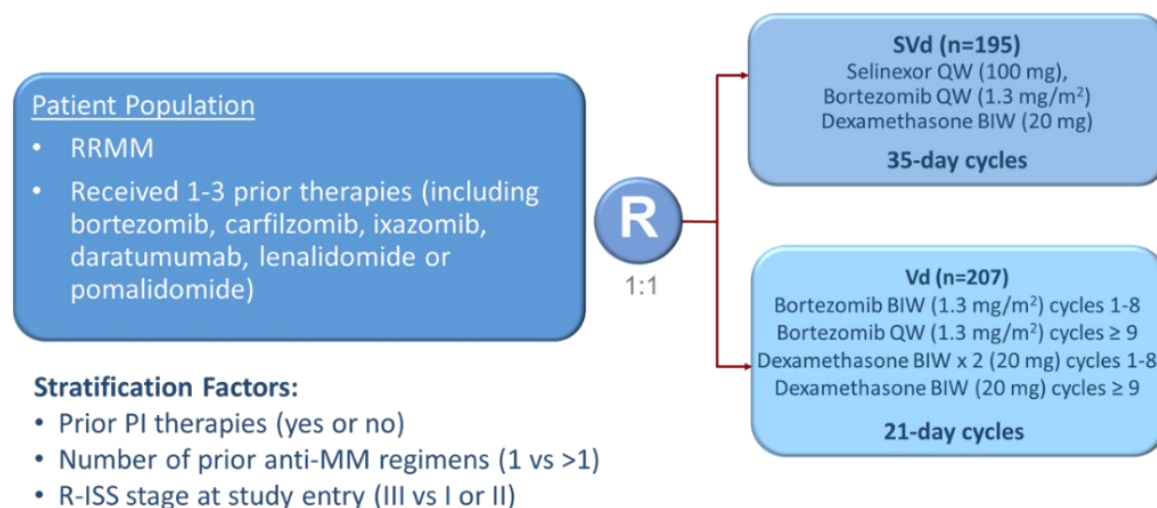 Patient Population
• RRMM
• Received 1-3 prior therapies (including
bortezomib, carfilzomib, ixazomib,
daratumumab, lenalidomide or
pomalidomide)
Stratification Factors:
• Prior PI therapies (yes or no)
• Number of prior anti-MM regimens (1 vs >1)
• R-ISS stage at study entry (III vs I or II)
R
1:1
SVd (n=195)
Selinexor QW (100 mg),
Bortezomib QW (1.3 mg/m²)
Dexamethasone BIW (20 mg)
35-day cycles
Vd (n=207)
Bortezomib BIW (1.3 mg/m²) cycles 1-8
Bortezomib QW (1.3 mg/m²) cycles ≥ 9
Dexamethasone BIW x 2 (20 mg) cycles 1-8
Dexamethasone BIW (20 mg) cycles ≥ 9
21-day cycles